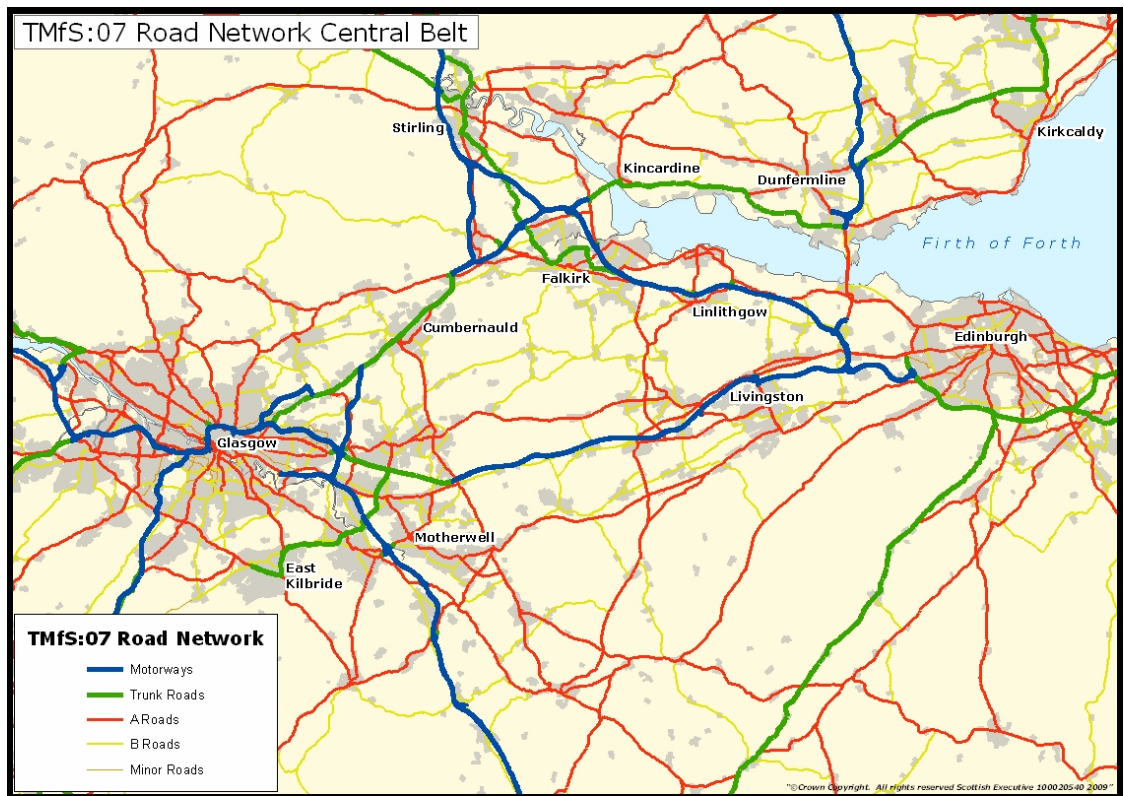 TMfS:07 Road Network Central Belt
Stirling
Kirkcaldy
Kincardine
Dunfermline
Firth of Forth
Falkirk
Linlithgow
Cumbernauld
Edinburgh
Livingston
Glasgow
Motherwell
East
Kilbride
TMfS:07 Road Network
Motorways
Trunk Roads
A Roads
B Roads
Minor Roads
"©Crown Copyright. All rights reserved Scottish Executive 100020540 2009"